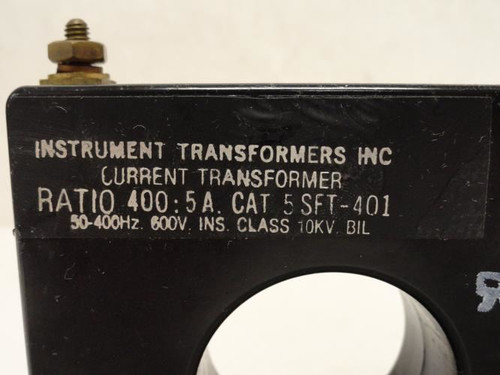 INSTRUMENT TRANSFORMERS INC
CURRENT TRANSFORMER
RATIO 400:5A. CAT 5SFT-401
50-400Hz. 600V. INS. CLASS 10KV. BIL